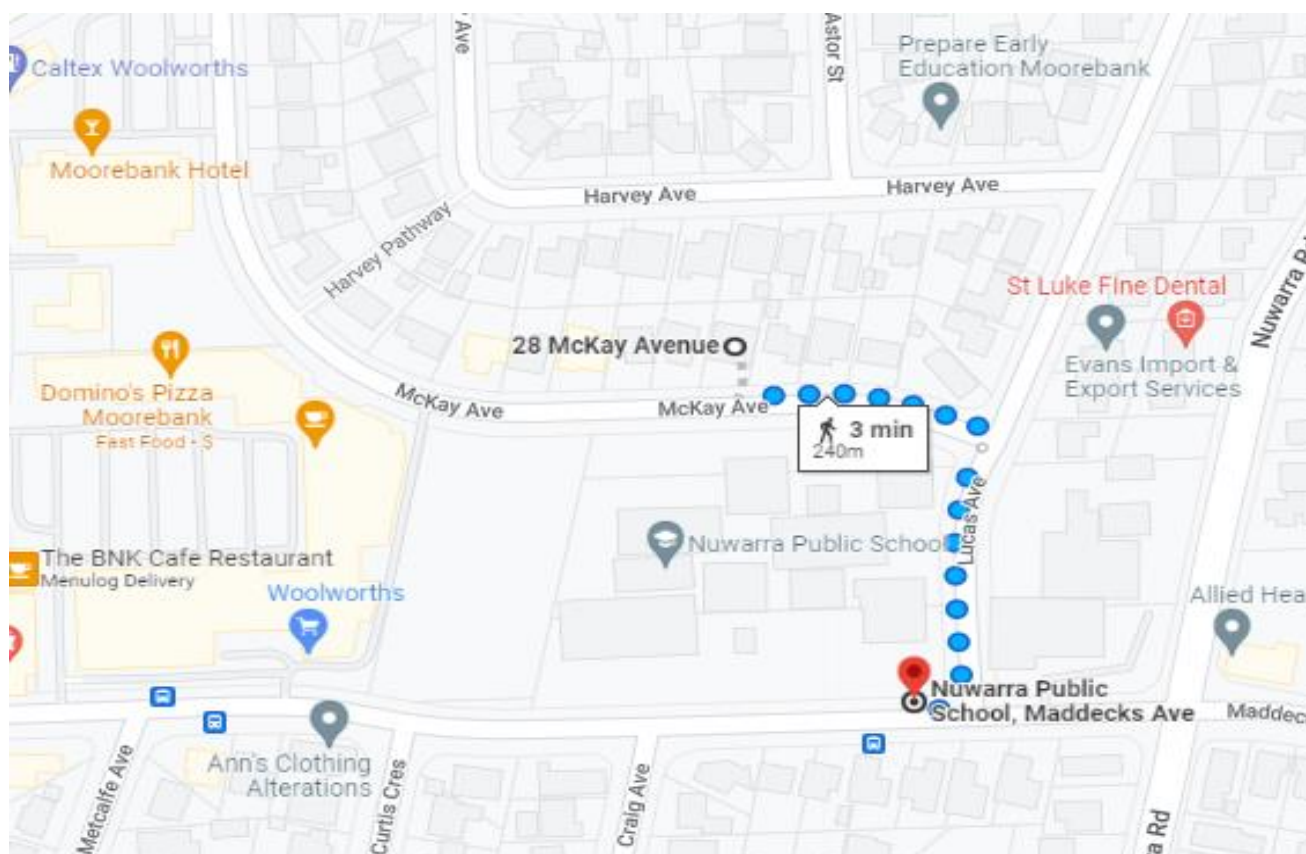 Ave
Astor St
Prepare Early
Education Moorebank
Caltex Woolworths
Moorebank Hotel
Harvey Ave
Harvey Ave
Harvey Pathway
Nuwarra
St Luke Fine Dental
28 McKay Avenue
Evans Import &
Export Services
Domino's Pizza
Moorebank
Fast Food · $
McKay Ave
McKay Ave
3 min
240m
Lucas Ave
Nuwarra Public School
The BNK Cafe Restaurant
Menulog Delivery
Woolworths
Allied Hea
Nuwarra Public
School, Maddecks Ave
Maddec
Ann's Clothing
Alterations
Metcalfe Ave
Curtis Cres
Craig Ave
a Rd